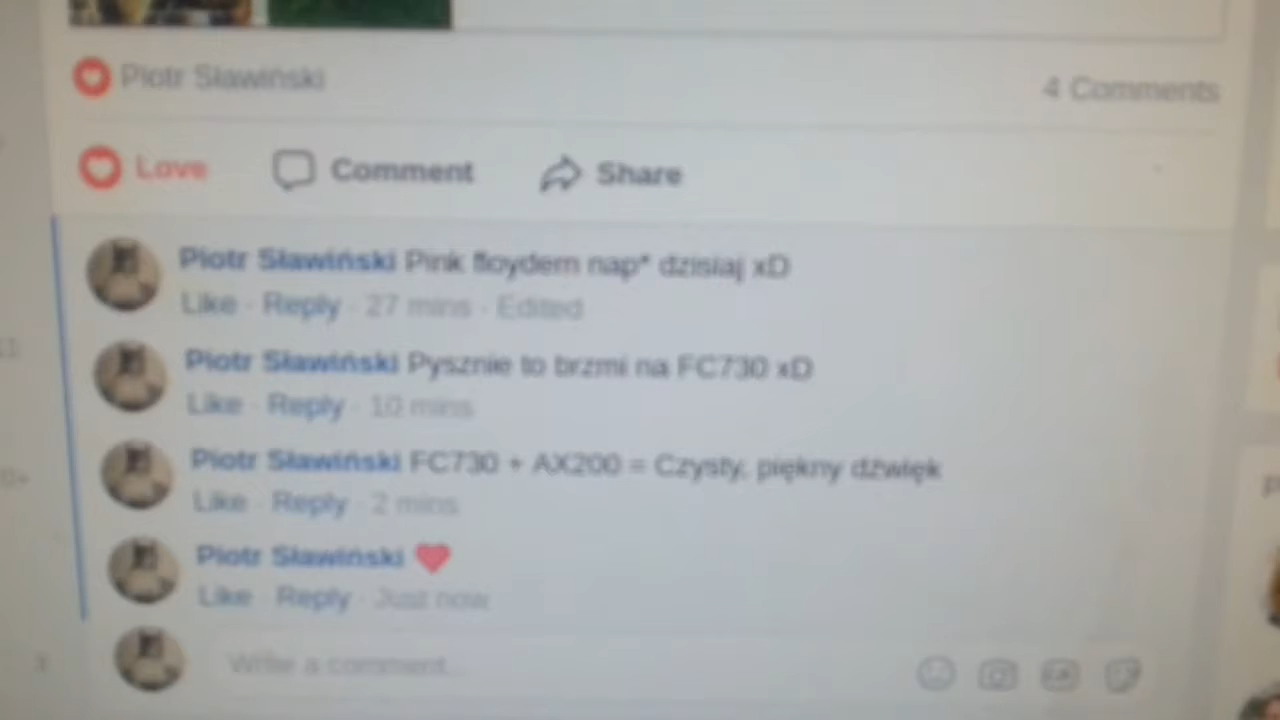 Piotr Sławiński
4 Comments
Love Comment Share
Piotr Sławiński Pink floydem nap* dzisiaj xD
Like · Reply · 27 mins · Edited
Piotr Sławiński Pysznie to brzmi na FC730 xD
Like · Reply · 10 mins
Piotr Sławiński FC730 + AX200 = Czysty, piękny dźwięk
Like · Reply · 2 mins
Piotr Sławiński ❤
Like · Reply · Just now
Write a comment...